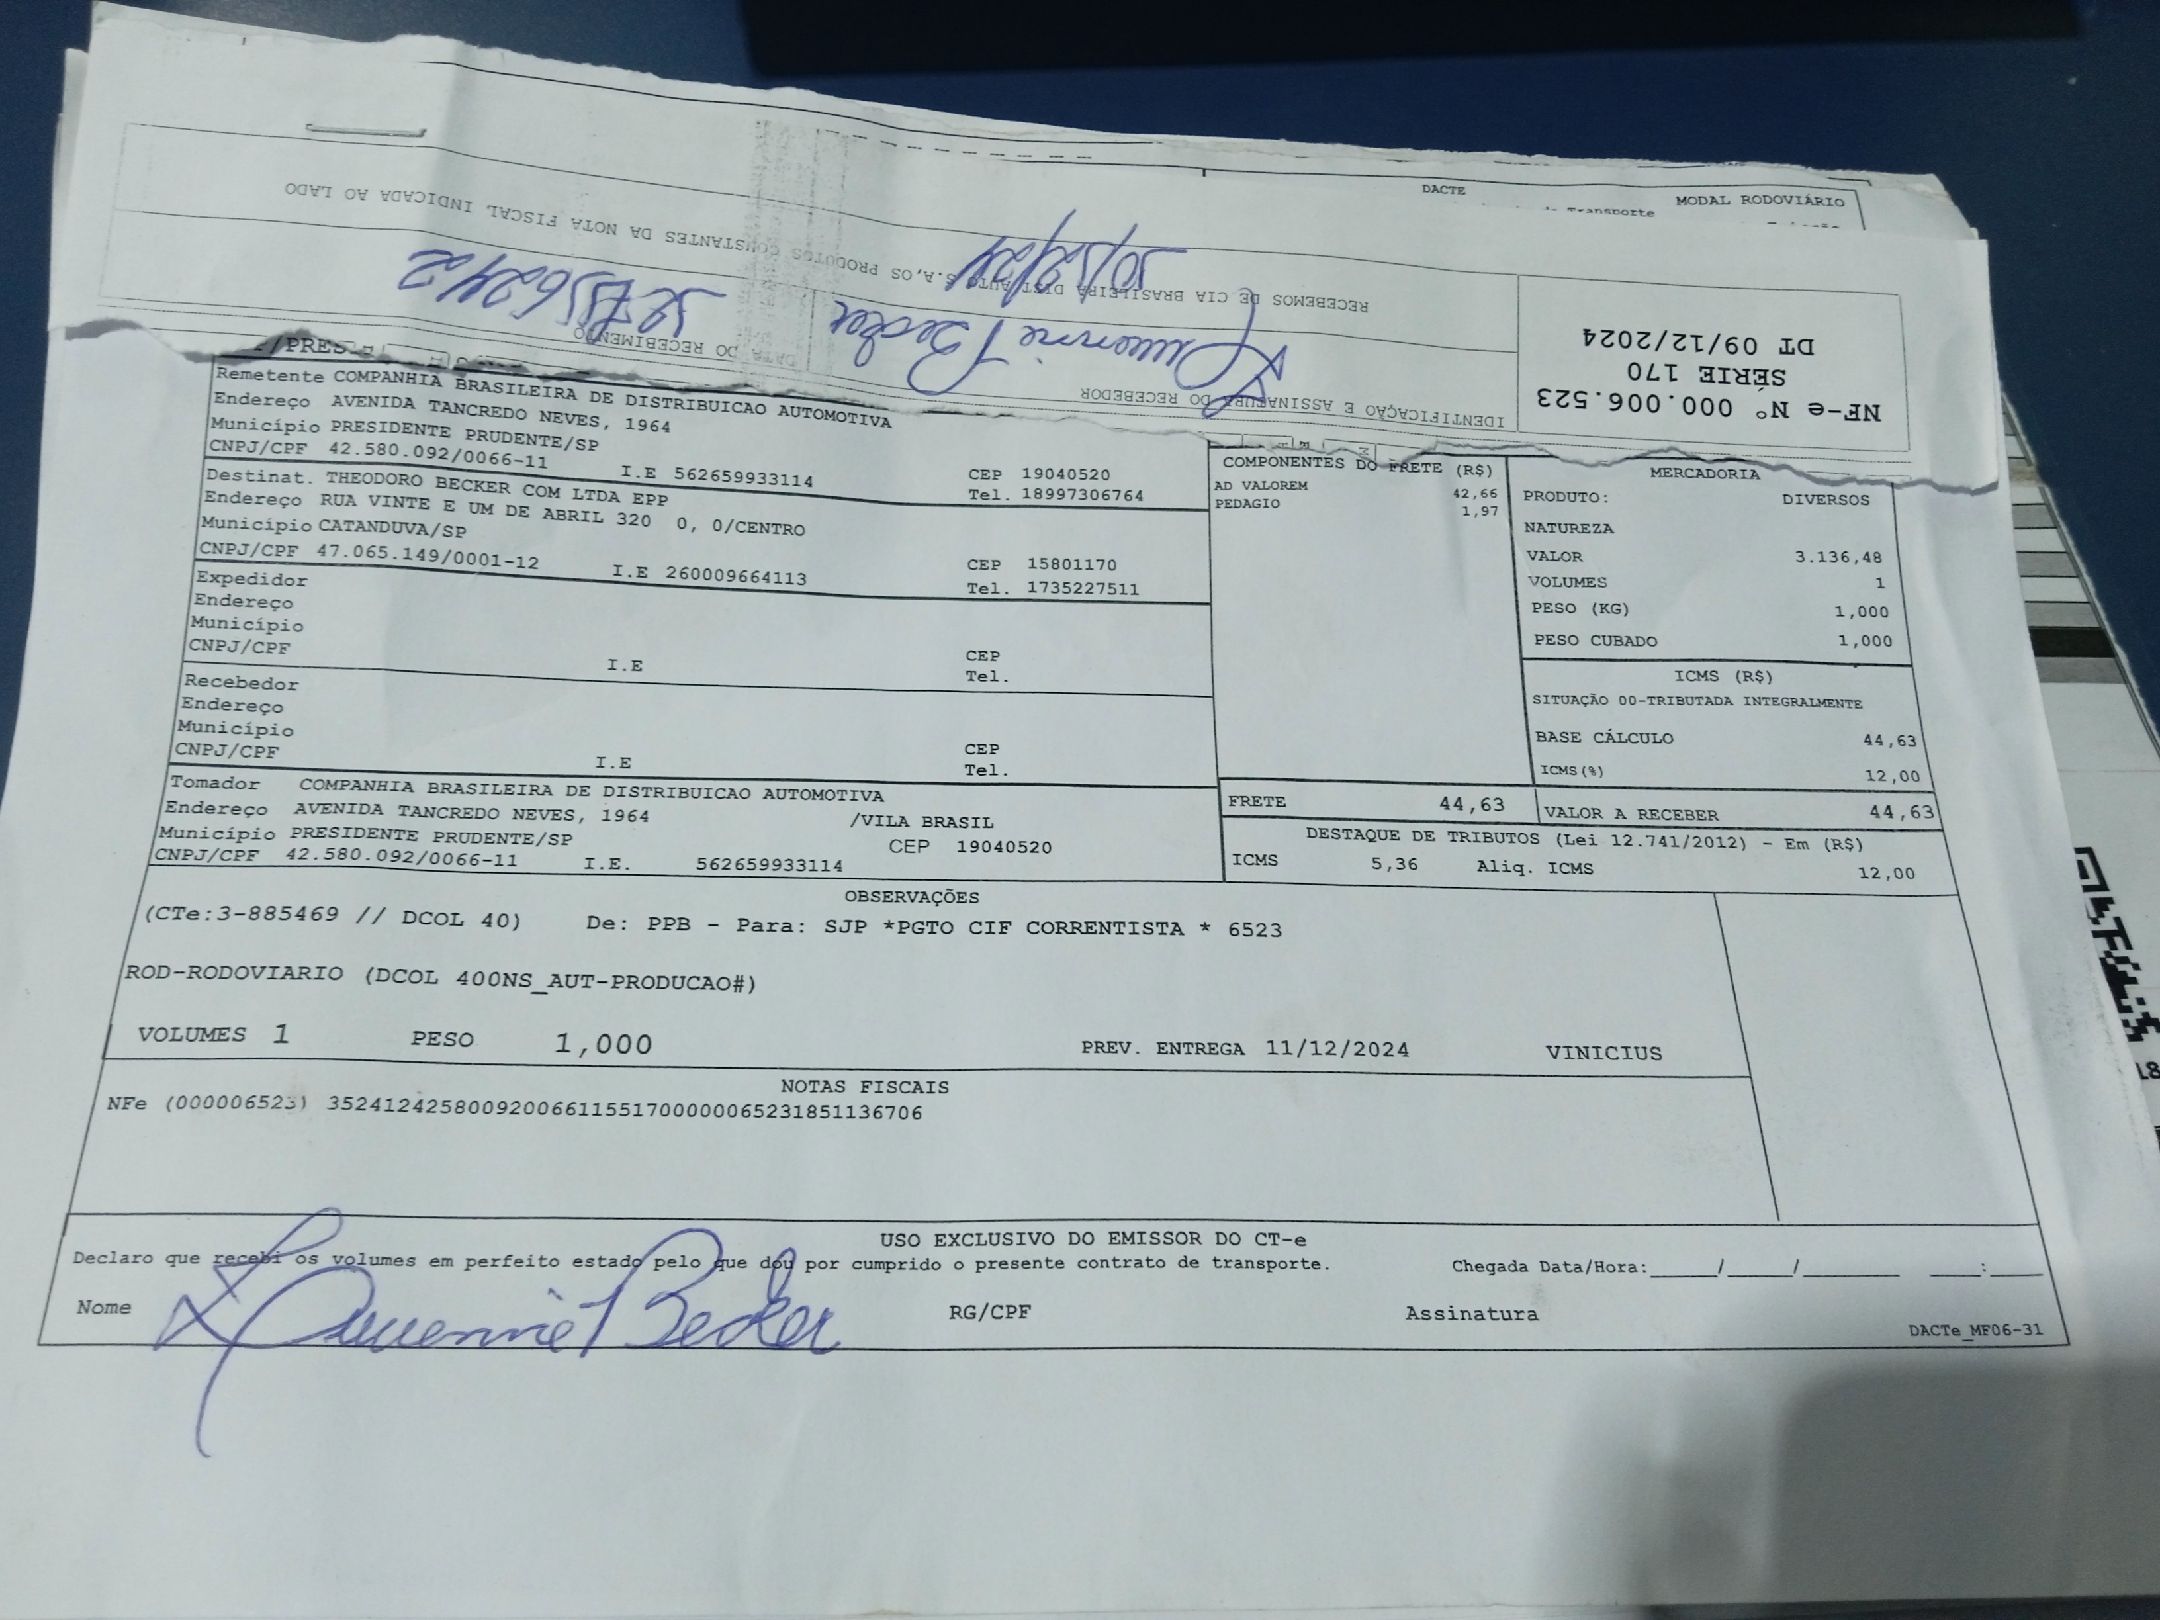 DACTE
MODAL RODOVIÁRIO
Transporte
NF-e Nº 000.006.523
SÉRIE 170
DT 09/12/2024
RECEBEMOS DE CIA BRASILEIRA DIST AUTO S.A, OS PRODUTOS CONSTANTES DA NOTA FISCAL INDICADA AO LADO
IDENTIFICAÇÃO E ASSINATURA DO RECEBEDOR
DATA DO RECEBIMENTO
Becker
/PRES
Remetente COMPANHIA BRASILEIRA DE DISTRIBUICAO AUTOMOTIVA
Endereço AVENIDA TANCREDO NEVES, 1964
Município PRESIDENTE PRUDENTE/SP
CNPJ/CPF 42.580.092/0066-11 I.E 562659933114
CEP 19040520
Tel. 18997306764
Destinat. THEODORO BECKER COM LTDA EPP
Endereço RUA VINTE E UM DE ABRIL 320 0, 0/CENTRO
Município CATANDUVA/SP
CNPJ/CPF 47.065.149/0001-12 I.E 260009664113
CEP 15801170
Tel. 1735227511
Expedidor
Endereço
Município
CNPJ/CPF
I.E
CEP
Tel.
Recebedor
Endereço
Município
CNPJ/CPF
I.E
CEP
Tel.
Tomador COMPANHIA BRASILEIRA DE DISTRIBUICAO AUTOMOTIVA
Endereço AVENIDA TANCREDO NEVES, 1964 /VILA BRASIL
Município PRESIDENTE PRUDENTE/SP CEP 19040520
CNPJ/CPF 42.580.092/0066-11 I.E. 562659933114
COMPONENTES DO FRETE (R$)
AD VALOREM 42,66
PEDAGIO 1,97
MERCADORIA
PRODUTO: DIVERSOS
NATUREZA
VALOR 3.136,48
VOLUMES 1
PESO (KG) 1,000
PESO CUBADO 1,000
ICMS (R$)
SITUAÇÃO 00-TRIBUTADA INTEGRALMENTE
BASE CÁLCULO 44,63
ICMS(%) 12,00
FRETE 44,63
VALOR A RECEBER 44,63
DESTAQUE DE TRIBUTOS (Lei 12.741/2012) - Em (R$)
ICMS 5,36 Aliq. ICMS 12,00
OBSERVAÇÕES
(CTe:3-885469 // DCOL 40) De: PPB - Para: SJP *PGTO CIF CORRENTISTA * 6523
ROD-RODOVIARIO (DCOL 400NS_AUT-PRODUCAO#)
VOLUMES 1 PESO 1,000 PREV. ENTREGA 11/12/2024 VINICIUS
NOTAS FISCAIS
NFe (000006523) 35241242580092006611551700000065231851136706
USO EXCLUSIVO DO EMISSOR DO CT-e
Declaro que recebi os volumes em perfeito estado pelo que dou por cumprido o presente contrato de transporte. Chegada Data/Hora:______/______/_________ _____:_____
Nome RG/CPF Assinatura
Becker
DACTe_MF06-31